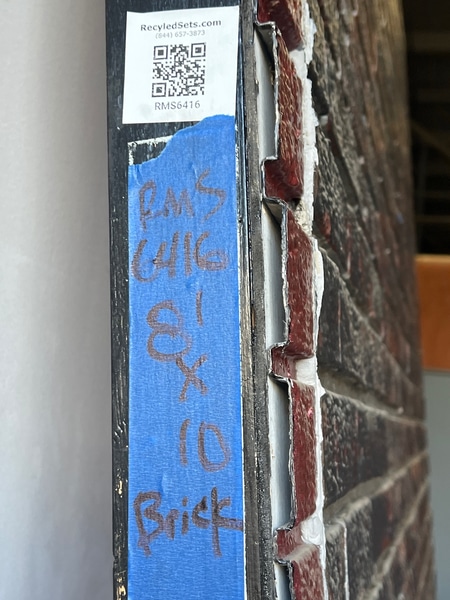 RecyledSets.com
(844) 657-3873
RMS6416
RMS
6416
8'
X
10
Brick